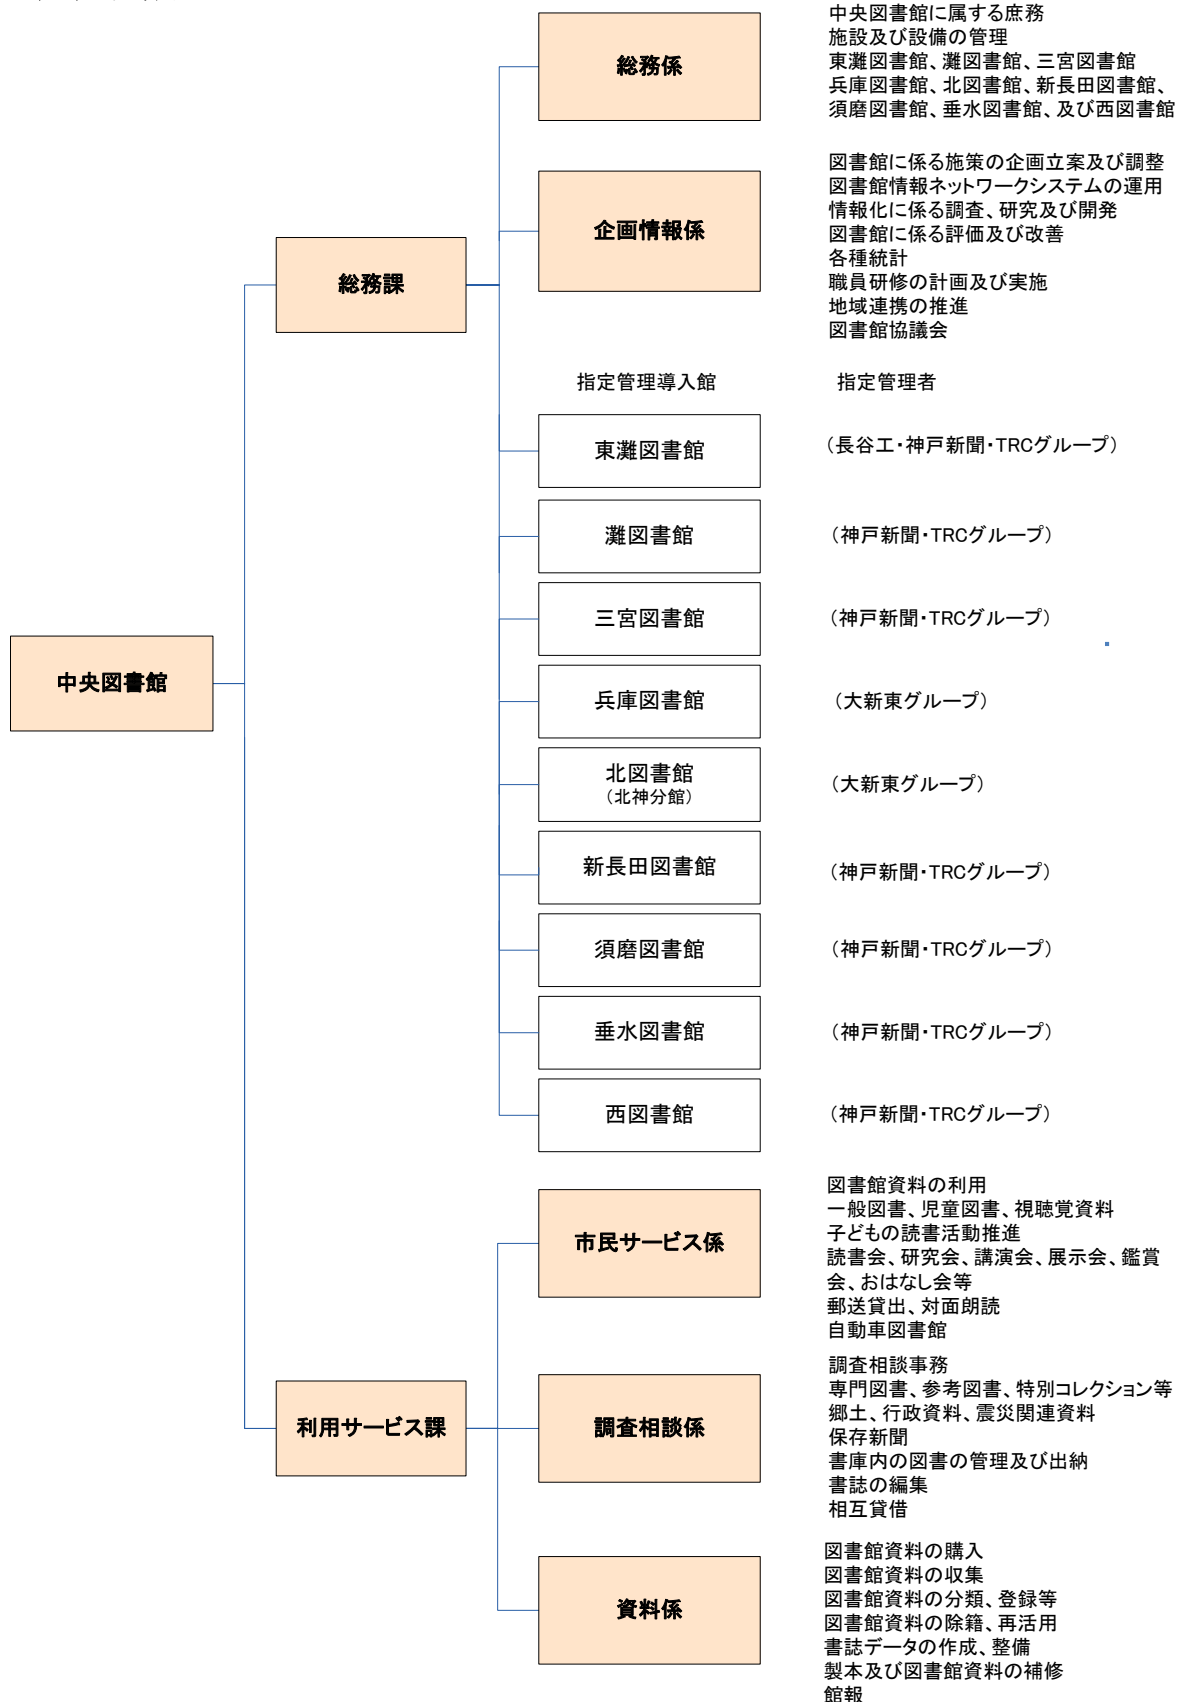 中央図書館に属する庶務
施設及び設備の管理
総務係
東灘図書館、灘図書館、三宮図書館
兵庫図書館、北図書館、新長田図書館、
須磨図書館、垂水図書館、及び西図書館
図書館に係る施策の企画立案及び調整
図書館情報ネットワークシステムの運用
情報化に係る調査、研究及び開発
企画情報係
図書館に係る評価及び改善
各種統計
総務課
職員研修の計画及び実施
地域連携の推進
図書館協議会
指定管理導入館
指定管理者
東灘図書館
(長谷工・神戸新聞・TRCグループ)
灘図書館
(神戸新聞・TRCグループ)
三宮図書館
(神戸新聞・TRCグループ)
中央図書館
兵庫図書館
(大新東グループ)
北図書館
(北神分館)
(大新東グループ)
新長田図書館
(神戸新聞・TRCグループ)
須磨図書館
(神戸新聞・TRCグループ)
垂水図書館
(神戸新聞・TRCグループ)
西図書館
(神戸新聞・TRCグループ)
図書館資料の利用
一般図書、児童図書、視聴覚資料
子どもの読書活動推進
市民サービス係
読書会、研究会、講演会、展示会、鑑賞
会、おはなし会等
郵送貸出、対面朗読
自動車図書館
調査相談事務
専門図書、参考図書、特別コレクション等
郷土、行政資料、震災関連資料
利用サービス課
調査相談係
保存新聞
書庫内の図書の管理及び出納
書誌の編集
相互貸借
図書館資料の購入
図書館資料の収集
図書館資料の分類、登録等
資料係
図書館資料の除籍、再活用
書誌データの作成、整備
製本及び図書館資料の補修
館報